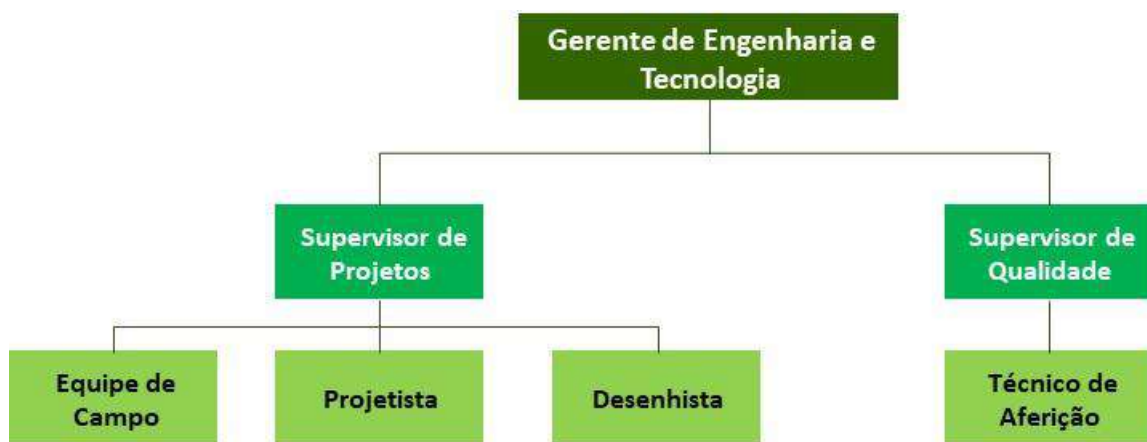 Gerente de Engenharia e
Tecnologia
Supervisor de
Projetos
Supervisor de
Qualidade
Equipe de
Campo
Projetista
Desenhista
Técnico de
Aferição